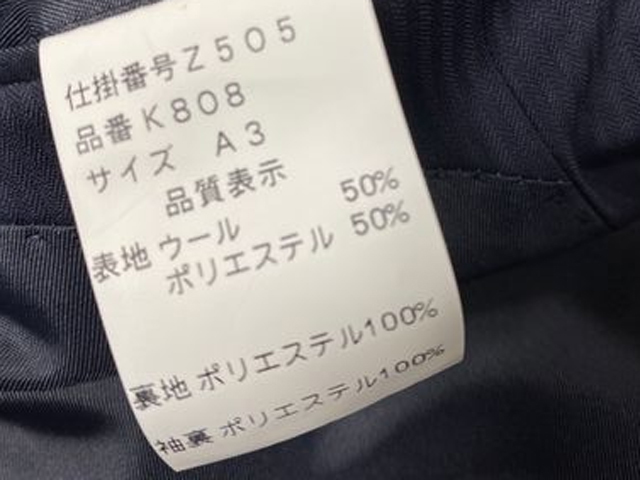 仕掛番号Z505
品番K808
サイズ A3
品質表示
表地 ウール 50%
ポリエステル 50%
裏地 ポリエステル100%
袖裏 ポリエステル100%